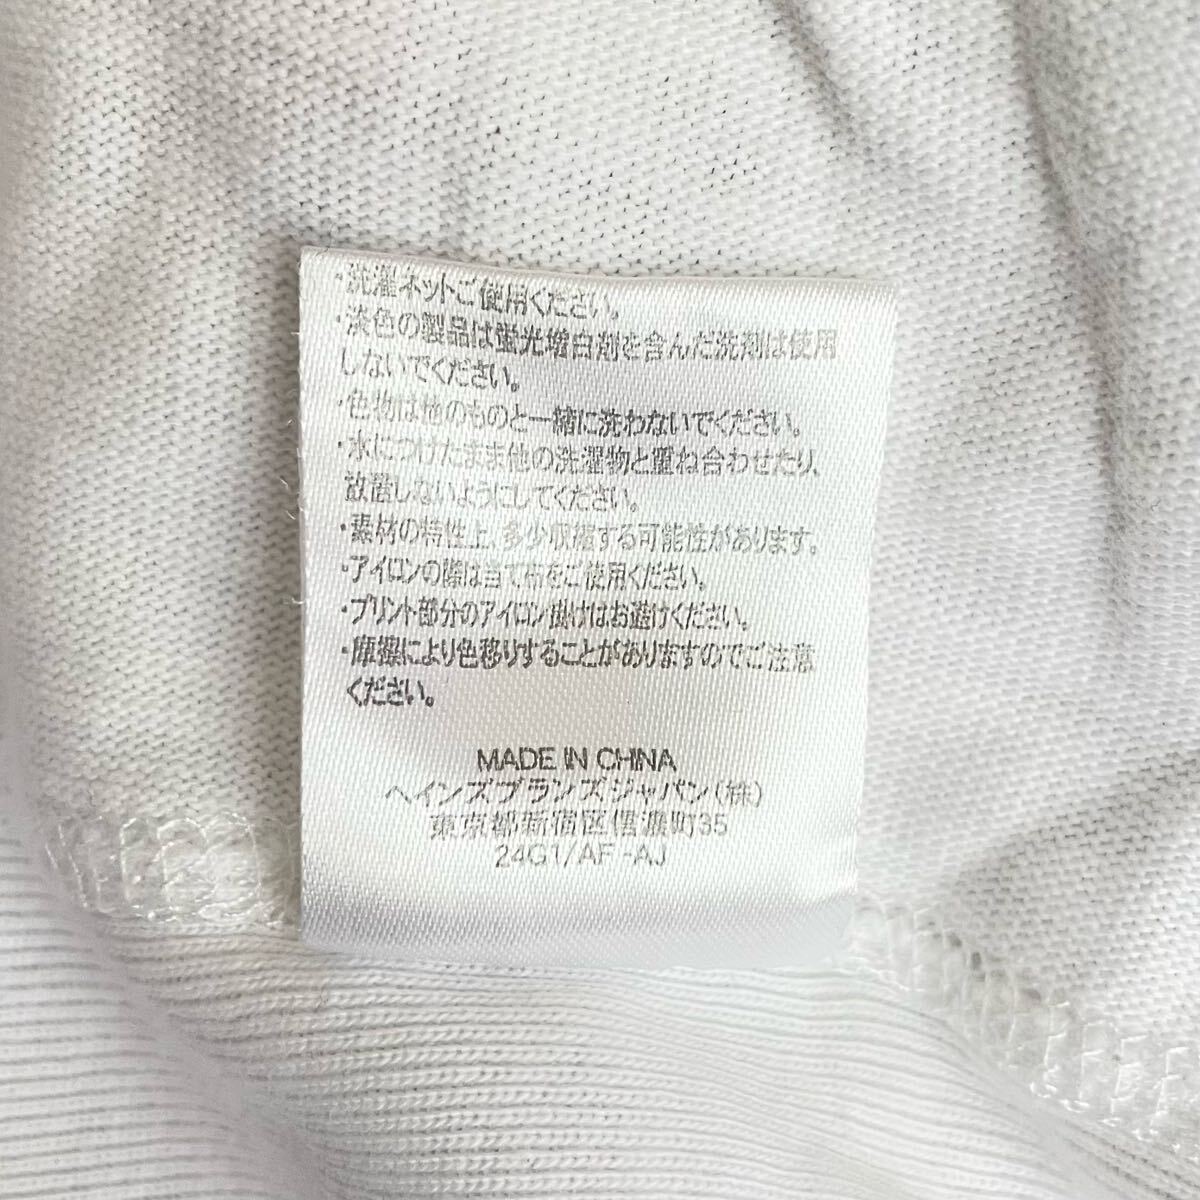 ・洗濯ネットご使用ください。
・淡色の製品は蛍光増白剤を含んだ洗剤は使用
しないでください。
・色物は他のものと一緒に洗わないでください。
・水につけたまま他の洗濯物と重ね合わせたり、
放置しないようにしてください。
・素材の特性上、多少収縮する可能性があります。
・アイロンの際は当て布をご使用ください。
・プリント部分のアイロン掛けはお避けください。
・摩擦により色移りすることがありますのでご注意
ください。
MADE IN CHINA
ヘインズブランズジャパン(株)
東京都新宿区信濃町35
24G1/AF-AJ